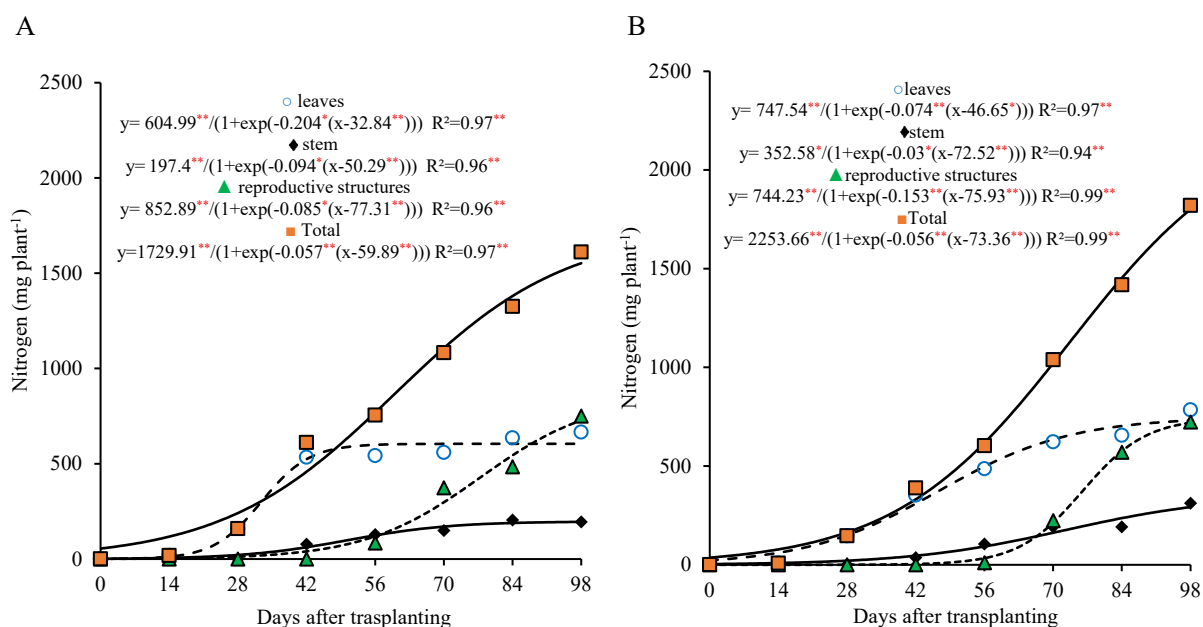 A
2500
2000
1500
1000
500
0
Nitrogen (mg plant⁻¹)
leaves
y= 604.99**/(1+exp(-0.204*(x-32.84**))) R²=0.97**
stem
y= 197.4**/(1+exp(-0.094*(x-50.29**))) R²=0.96**
reproductive structures
y= 852.89**/(1+exp(-0.085*(x-77.31**))) R²=0.96**
Total
y=1729.91**/(1+exp(-0.057**(x-59.89**))) R²=0.97**
0 14 28 42 56 70 84 98
Days after trasplanting
B
2500
2000
1500
1000
500
0
Nitrogen (mg plant⁻¹)
leaves
y= 747.54**/(1+exp(-0.074**(x-46.65*))) R²=0.97**
stem
y= 352.58*/(1+exp(-0.03*(x-72.52**))) R²=0.94**
reproductive structures
y= 744.23**/(1+exp(-0.153**(x-75.93**))) R²=0.99**
Total
y= 2253.66**/(1+exp(-0.056**(x-73.36**))) R²=0.99**
0 14 28 42 56 70 84 98
Days after trasplanting